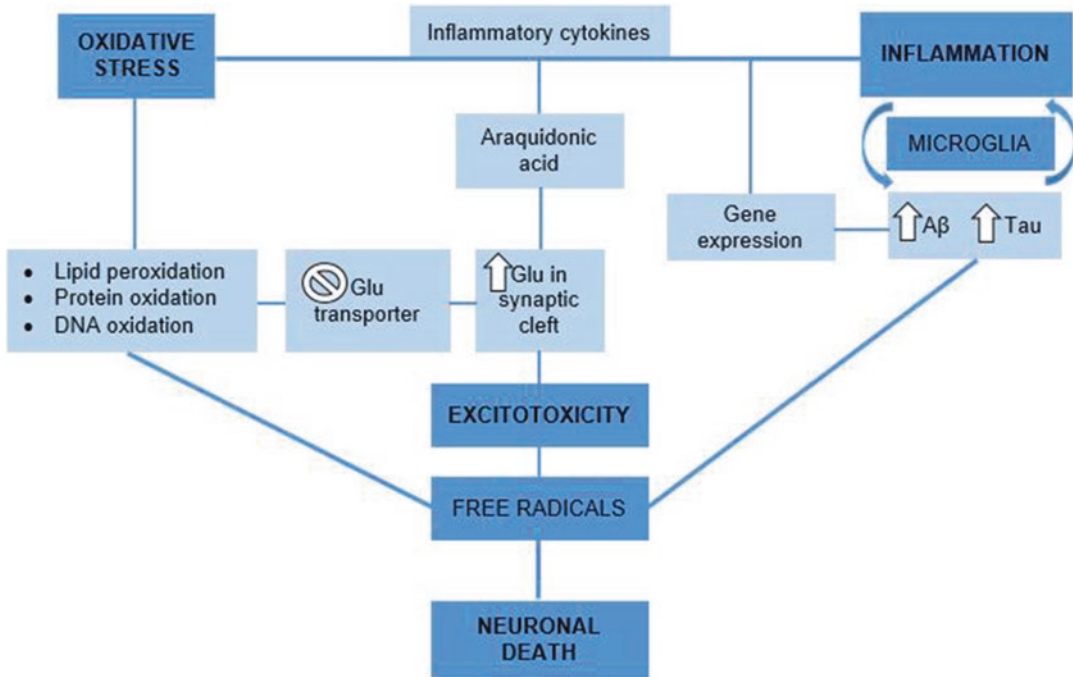 OXIDATIVE
STRESS
Inflammatory cytokines
INFLAMMATION
MICROGLIA
Araquidonic
acid
Gene
expression
Aβ
Tau
• Lipid peroxidation
• Protein oxidation
• DNA oxidation
Glu
transporter
Glu in
synaptic
cleft
EXCITOTOXICITY
FREE RADICALS
NEURONAL
DEATH